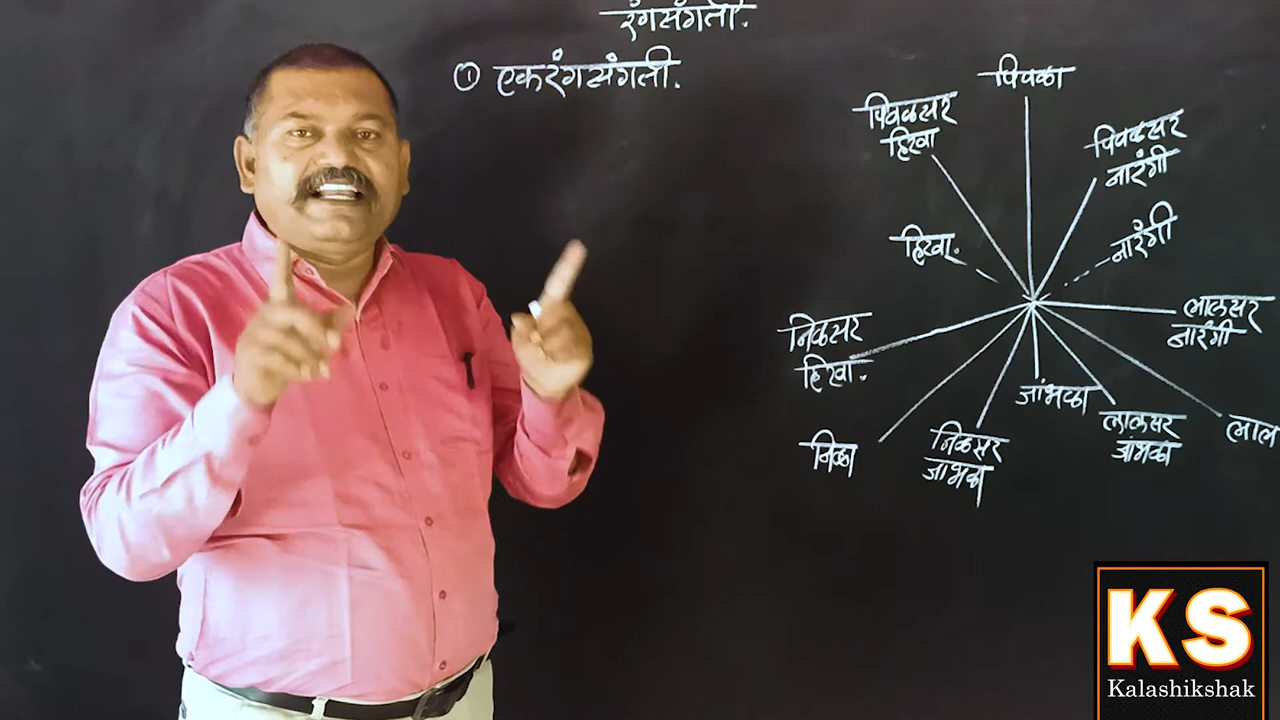 रंगसंगती.
① एकरंगसंगती.
पिवळा
पिवळसर
हिरवा
पिवळसर
नारंगी
हिरवा.
नारंगी
लालसर
नारंगी
निळसर
हिरवा.
जांभळा
लालसर
जांभळा
लाल
निळा
निळसर
जांभळा
KS
Kalashikshak